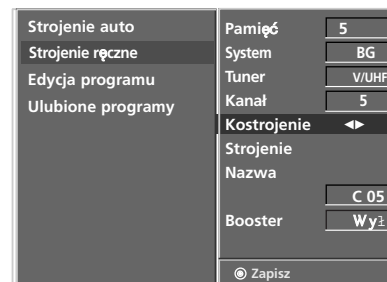 Strojenie auto
Strojenie ręczne
Edycja programu
Ulubione programy
Pamięć 5
System BG
Tuner V/UHF
Kanał 5
Kostrojenie ◀▶
Strojenie
Nazwa
C 05
Booster Wył
Zapisz